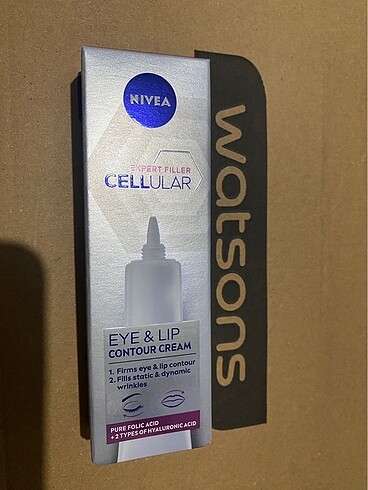 NIVEA
EXPERT FILLER
CELLULAR
EYE & LIP
CONTOUR CREAM
1. Firms eye & lip contour
2. Fills static & dynamic
wrinkles
PURE FOLIC ACID
+ 2 TYPES OF HYALURONIC ACID
watsons